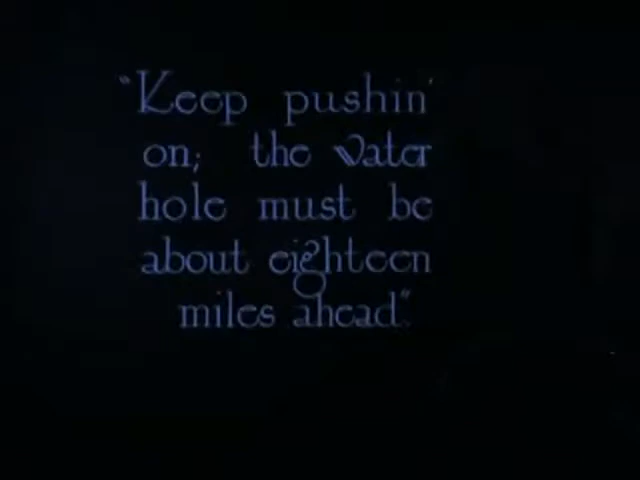 "Keep pushin'
on; the water
hole must be
about eighteen
miles ahead."